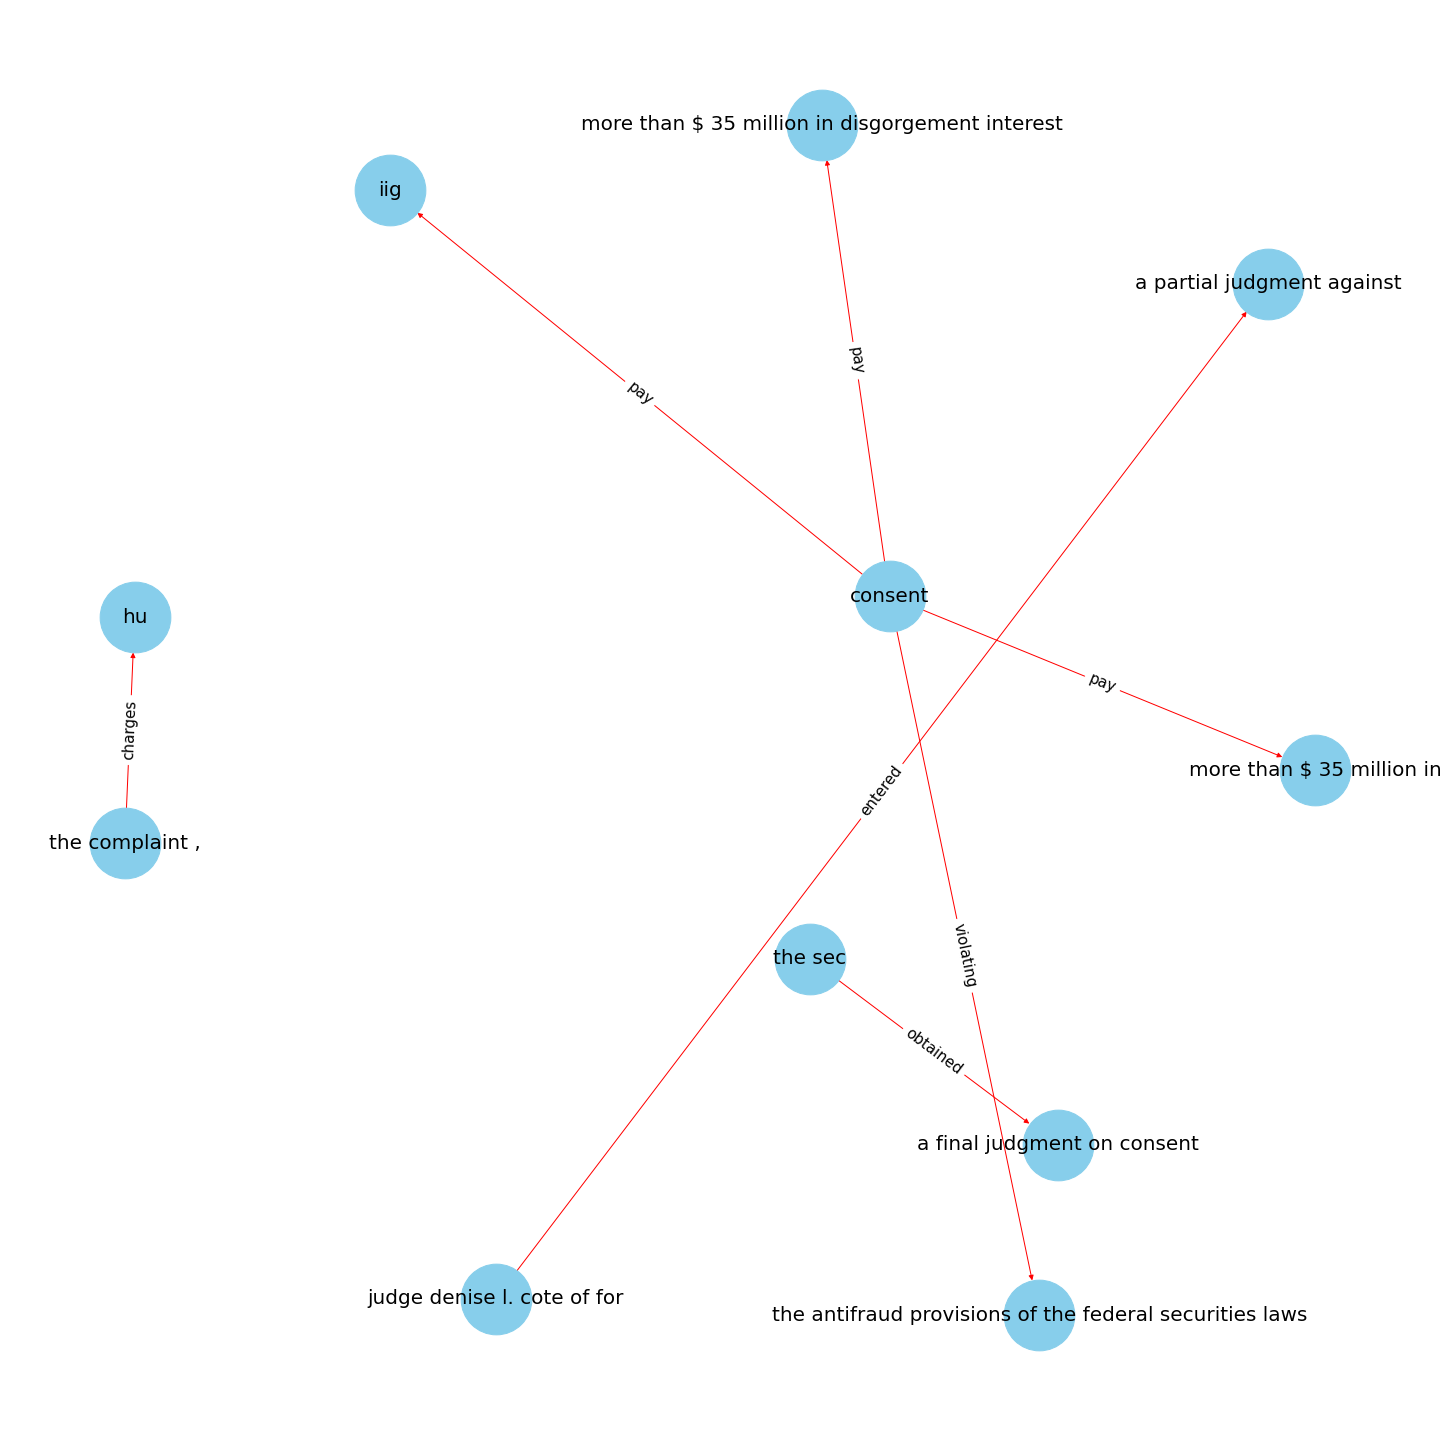 more than $ 35 million in disgorgement interest
iig
a partial judgment against
pay
pay
consent
hu
pay
charges
more than $ 35 million in
entered
the complaint ,
violating
the sec
obtained
a final judgment on consent
judge denise l. cote of for
the antifraud provisions of the federal securities laws